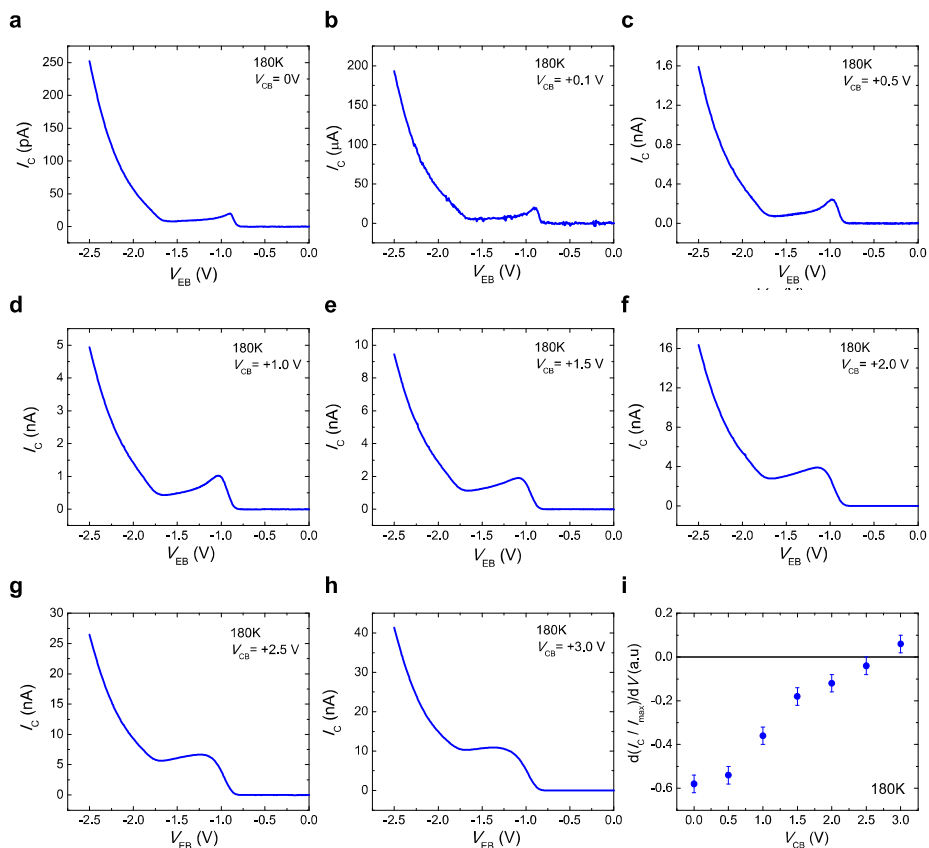 a
180K
V_CB= 0V
I_C (pA)
250
200
150
100
50
0
-2.5 -2.0 -1.5 -1.0 -0.5 0.0
V_EB (V)
b
180K
V_CB= +0.1 V
I_C (µA)
200
150
100
50
0
-2.5 -2.0 -1.5 -1.0 -0.5 0.0
V_EB (V)
c
180K
V_CB= +0.5 V
I_C (nA)
1.6
1.2
0.8
0.4
0.0
-2.5 -2.0 -1.5 -1.0 -0.5 0.0
V_EB (V)
d
180K
V_CB= +1.0 V
I_C (nA)
5
4
3
2
1
0
-2.5 -2.0 -1.5 -1.0 -0.5 0.0
V_EB (V)
e
180K
V_CB= +1.5 V
I_C (nA)
10
8
6
4
2
0
-2.5 -2.0 -1.5 -1.0 -0.5 0.0
V_EB (V)
f
180K
V_CB= +2.0 V
I_C (nA)
16
12
8
4
0
-2.5 -2.0 -1.5 -1.0 -0.5 0.0
V_EB (V)
g
180K
V_CB= +2.5 V
I_C (nA)
30
25
20
15
10
5
0
-2.5 -2.0 -1.5 -1.0 -0.5 0.0
V_EB (V)
h
180K
V_CB= +3.0 V
I_C (nA)
40
30
20
10
0
-2.5 -2.0 -1.5 -1.0 -0.5 0.0
V_EB (V)
i
d(I_C / I_max)/dV(a.u)
0.2
0.0
-0.2
-0.4
-0.6
180K
0.0 0.5 1.0 1.5 2.0 2.5 3.0
V_CB (V)